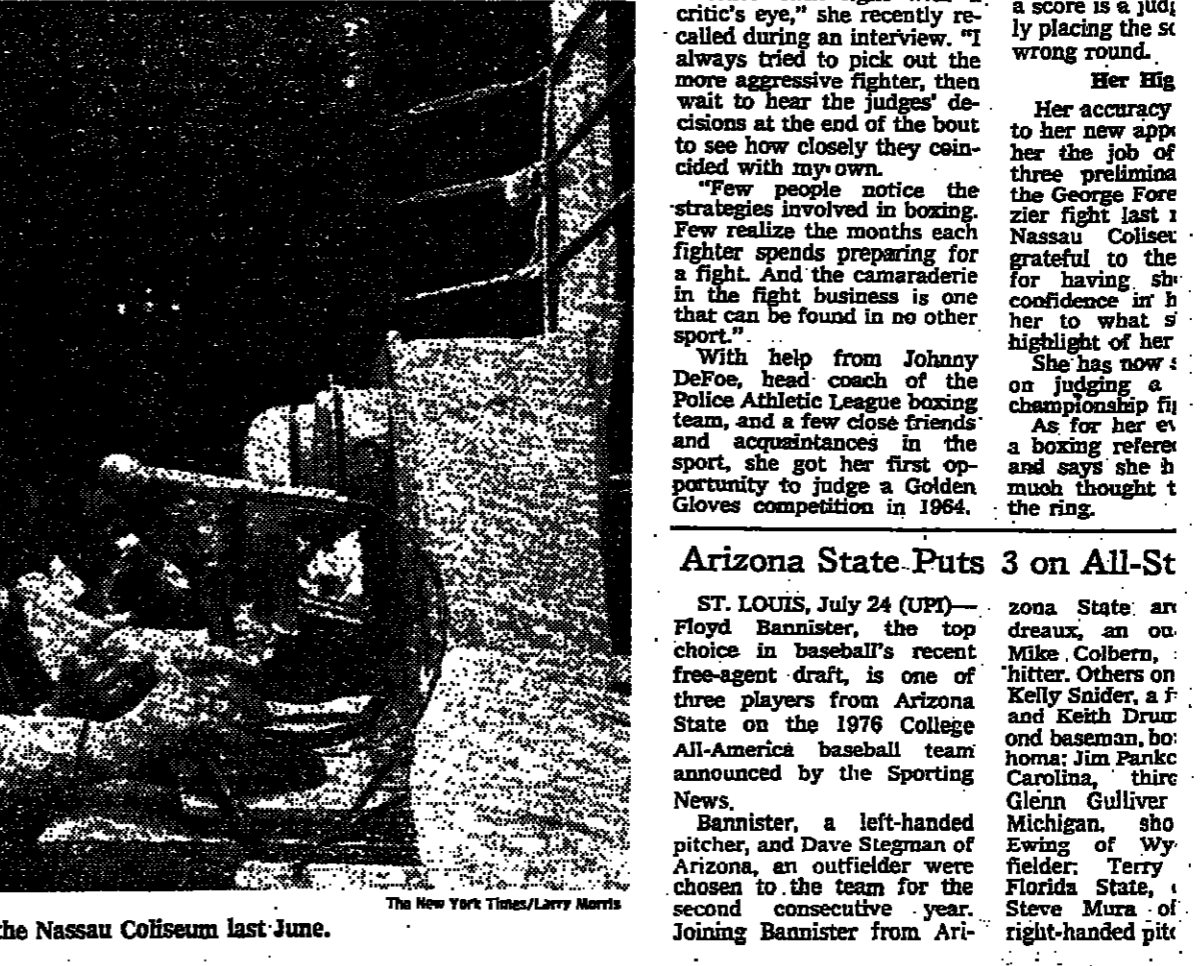 critic's eye," she recently re-
called during an interview. "I
always tried to pick out the
more aggressive fighter, then
wait to hear the judges' de-
cisions at the end of the bout
to see how closely they coin-
cided with my own.
"Few people notice the
strategies involved in boxing.
Few realize the months each
fighter spends preparing for
a fight. And the camaraderie
in the fight business is one
that can be found in no other
sport."
With help from Johnny
DeFoe, head coach of the
Police Athletic League boxing
team, and a few close friends
and acquaintances in the
sport, she got her first op-
portunity to judge a Golden
Gloves competition in 1964.
a score is a
ly placing the
wrong round.
Her
Her accuracy
to her new
her the job of
three
the George
zier fight last
Nassau
grateful to the
for having
confidence in
her to what
highlight of her
She has now
on judging a
championship
As for her
a boxing
and says she
much thought
the ring.
Arizona State Puts 3 on All-St
ST. LOUIS, July 24 (UPI)—
Floyd Bannister, the top
choice in baseball's recent
free-agent draft, is one of
three players from Arizona
State on the 1976 College
All-America baseball team
announced by the Sporting
News.
Bannister, a left-handed
pitcher, and Dave Stegman of
Arizona, an outfielder were
chosen to the team for the
second consecutive year.
Joining Bannister from Ari-
zona State
dreaux, an
Mike Colbern,
hitter. Others on
Kelly Snider, a
and Keith
ond baseman,
homa; Jim
Carolina,
Glenn Gulliver
Michigan,
Ewing of
fielder; Terry
Florida State,
Steve Mura of
right-handed
The New York Times/Larry Morris
the Nassau Coliseum last June.